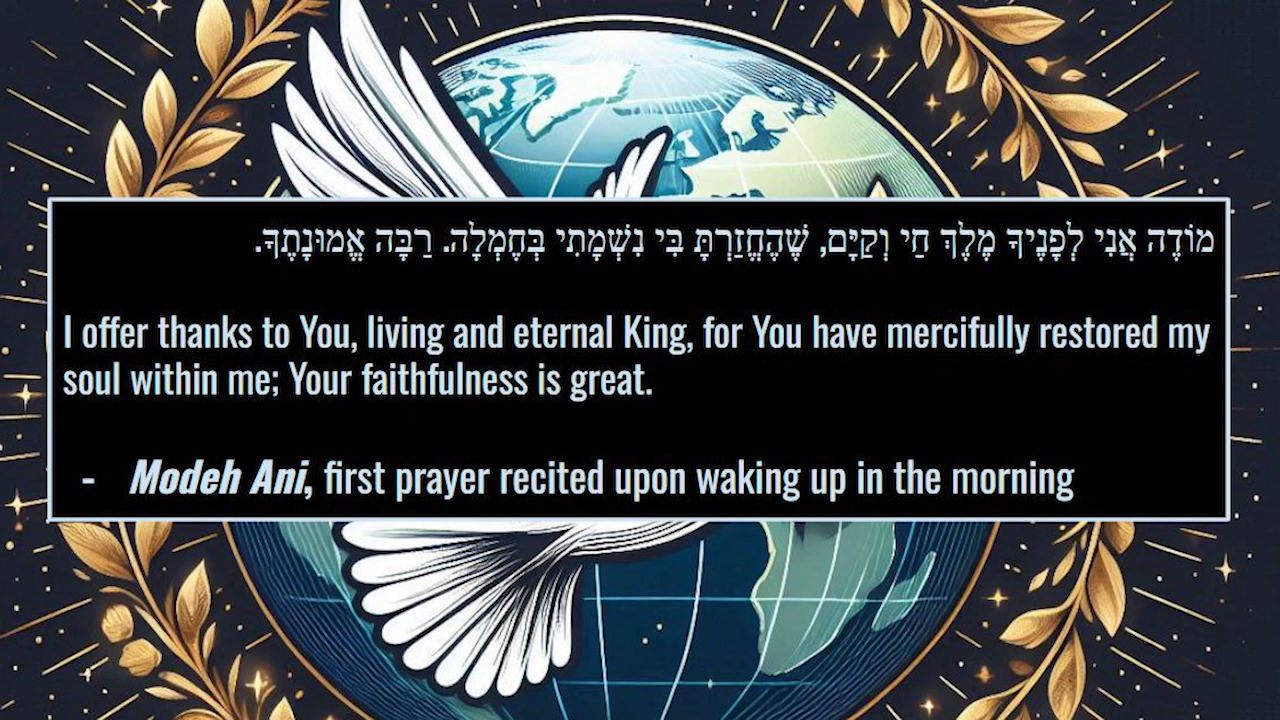 מוֹדֶה אֲנִי לְפָנֶיךָ מֶלֶךְ חַי וְקַיָּם, שֶׁהֶחֱזַרְתָּ בִּי נִשְׁמָתִי בְּחֶמְלָה. רַבָּה אֱמוּנָתֶךָ.
I offer thanks to You, living and eternal King, for You have mercifully restored my
soul within me; Your faithfulness is great.
- Modeh Ani, first prayer recited upon waking up in the morning